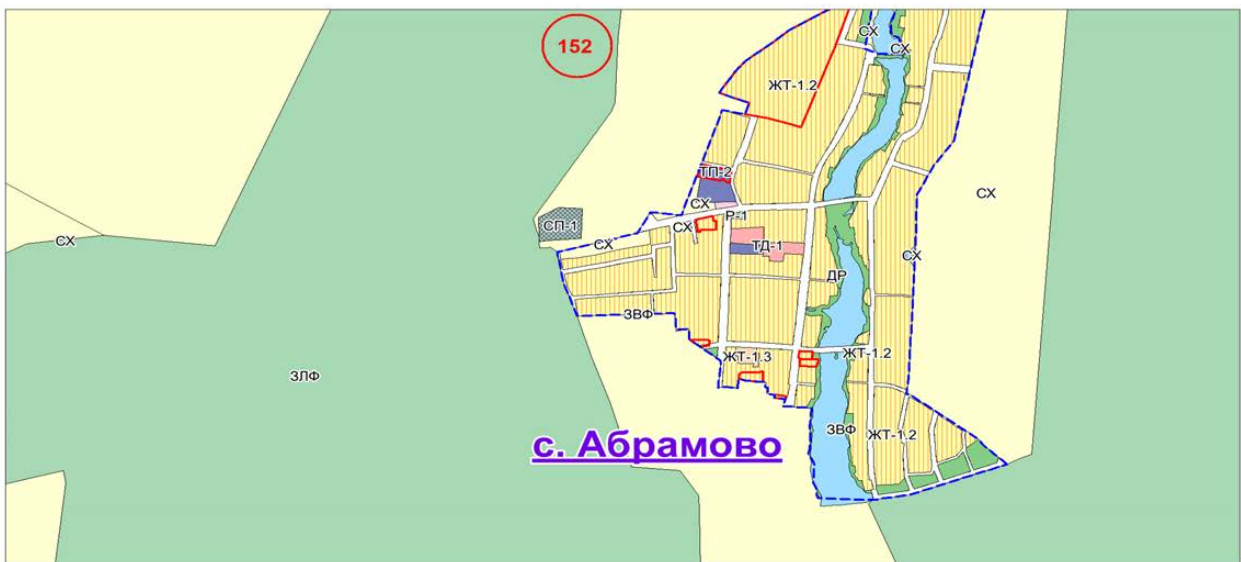 СХ
152
СХ
ЖТ-1.2
ТП-2
СХ
СХ
Р-1
СП-1
СХ
СХ
СХ
ТД-1
СХ
ДР
ЗВФ
ЖТ-1.3
ЖТ-1.2
ЗЛФ
ЗВФ
ЖТ-1.2
с. Абрамово